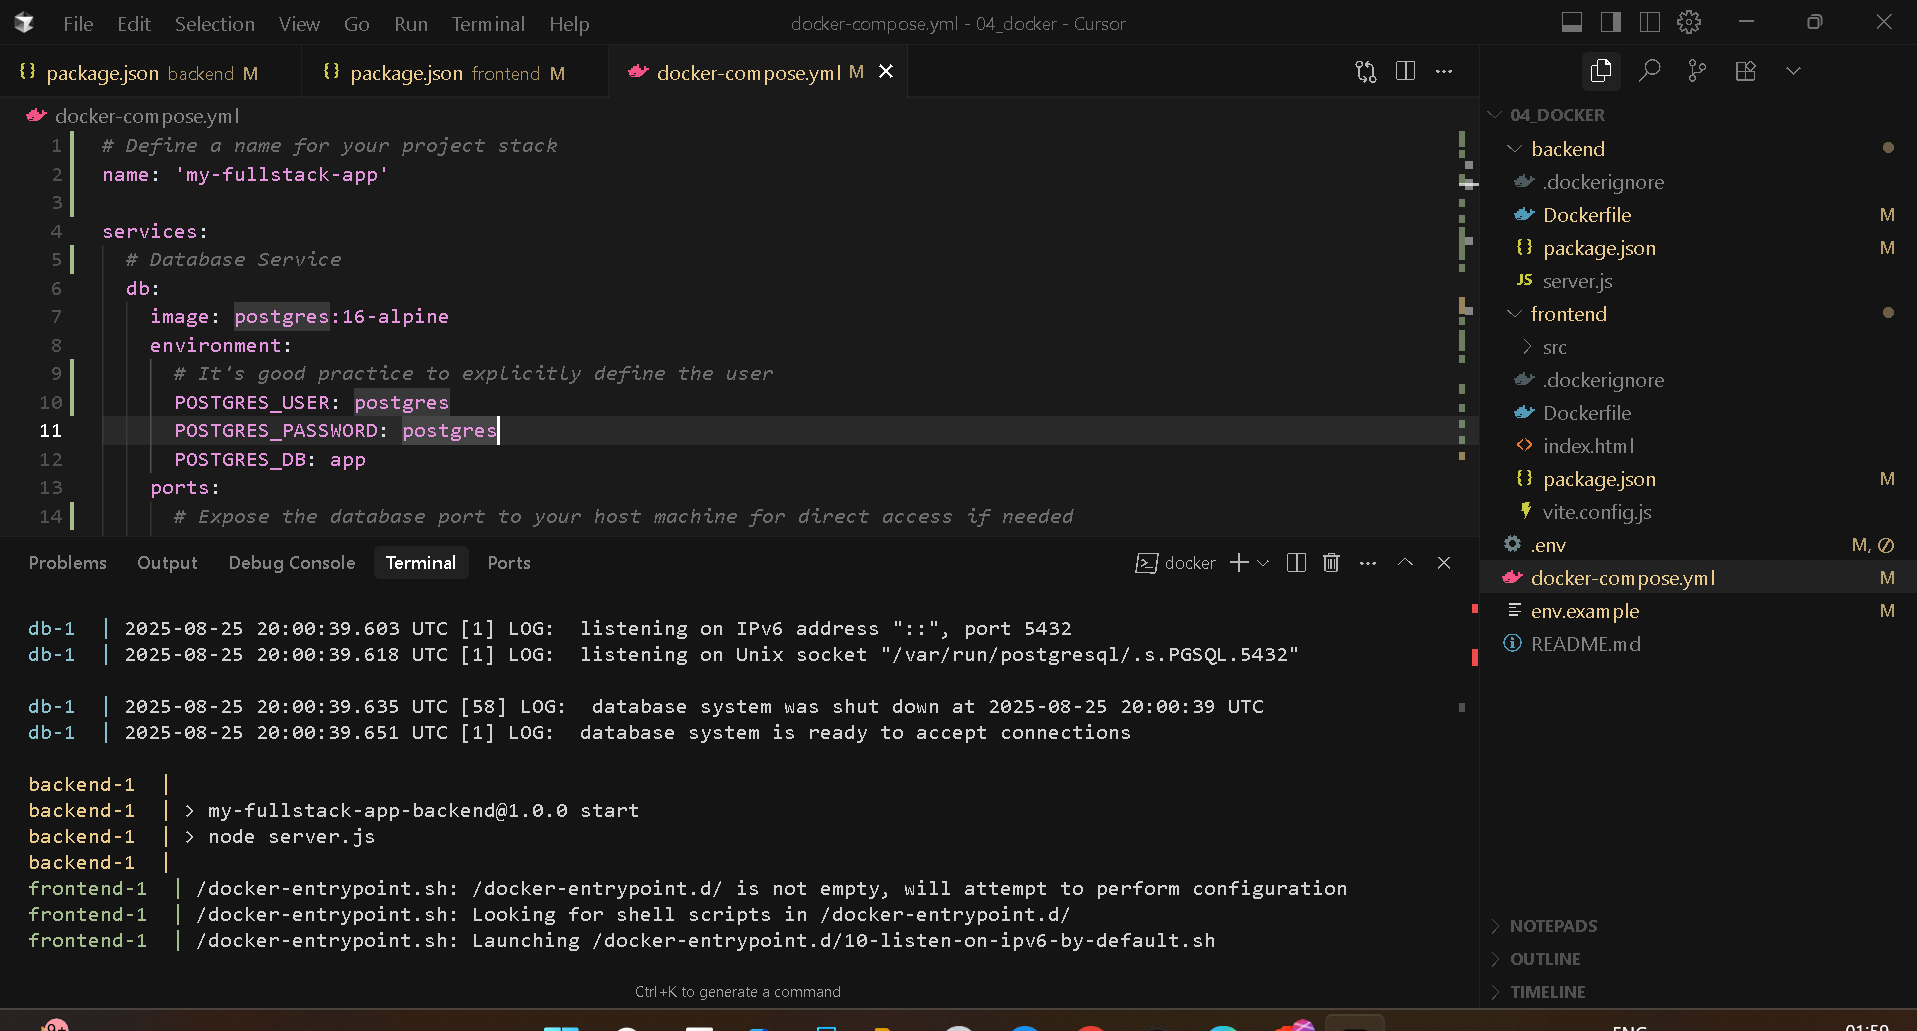 File Edit Selection View Go Run Terminal Help docker-compose.yml - 04_docker - Cursor
package.json backend M package.json frontend M docker-compose.yml M
docker-compose.yml
1 # Define a name for your project stack
2 name: 'my-fullstack-app'
3
4 services:
5 # Database Service
6 db:
7 image: postgres:16-alpine
8 environment:
9 # It's good practice to explicitly define the user
10 POSTGRES_USER: postgres
11 POSTGRES_PASSWORD: postgres
12 POSTGRES_DB: app
13 ports:
14 # Expose the database port to your host machine for direct access if needed
Problems Output Debug Console Terminal Ports docker
db-1 | 2025-08-25 20:00:39.603 UTC [1] LOG: listening on IPv6 address "::", port 5432
db-1 | 2025-08-25 20:00:39.618 UTC [1] LOG: listening on Unix socket "/var/run/postgresql/.s.PGSQL.5432"
db-1 | 2025-08-25 20:00:39.635 UTC [58] LOG: database system was shut down at 2025-08-25 20:00:39 UTC
db-1 | 2025-08-25 20:00:39.651 UTC [1] LOG: database system is ready to accept connections
backend-1 |
backend-1 | > my-fullstack-app-backend@1.0.0 start
backend-1 | > node server.js
backend-1 |
frontend-1 | /docker-entrypoint.sh: /docker-entrypoint.d/ is not empty, will attempt to perform configuration
frontend-1 | /docker-entrypoint.sh: Looking for shell scripts in /docker-entrypoint.d/
frontend-1 | /docker-entrypoint.sh: Launching /docker-entrypoint.d/10-listen-on-ipv6-by-default.sh
Ctrl+K to generate a command
04_DOCKER
backend
.dockerignore
Dockerfile M
{} package.json M
JS server.js
frontend
src
.dockerignore
Dockerfile
<> index.html
{} package.json M
vite.config.js
.env M,
docker-compose.yml M
env.example M
README.md
NOTEPADS
OUTLINE
TIMELINE